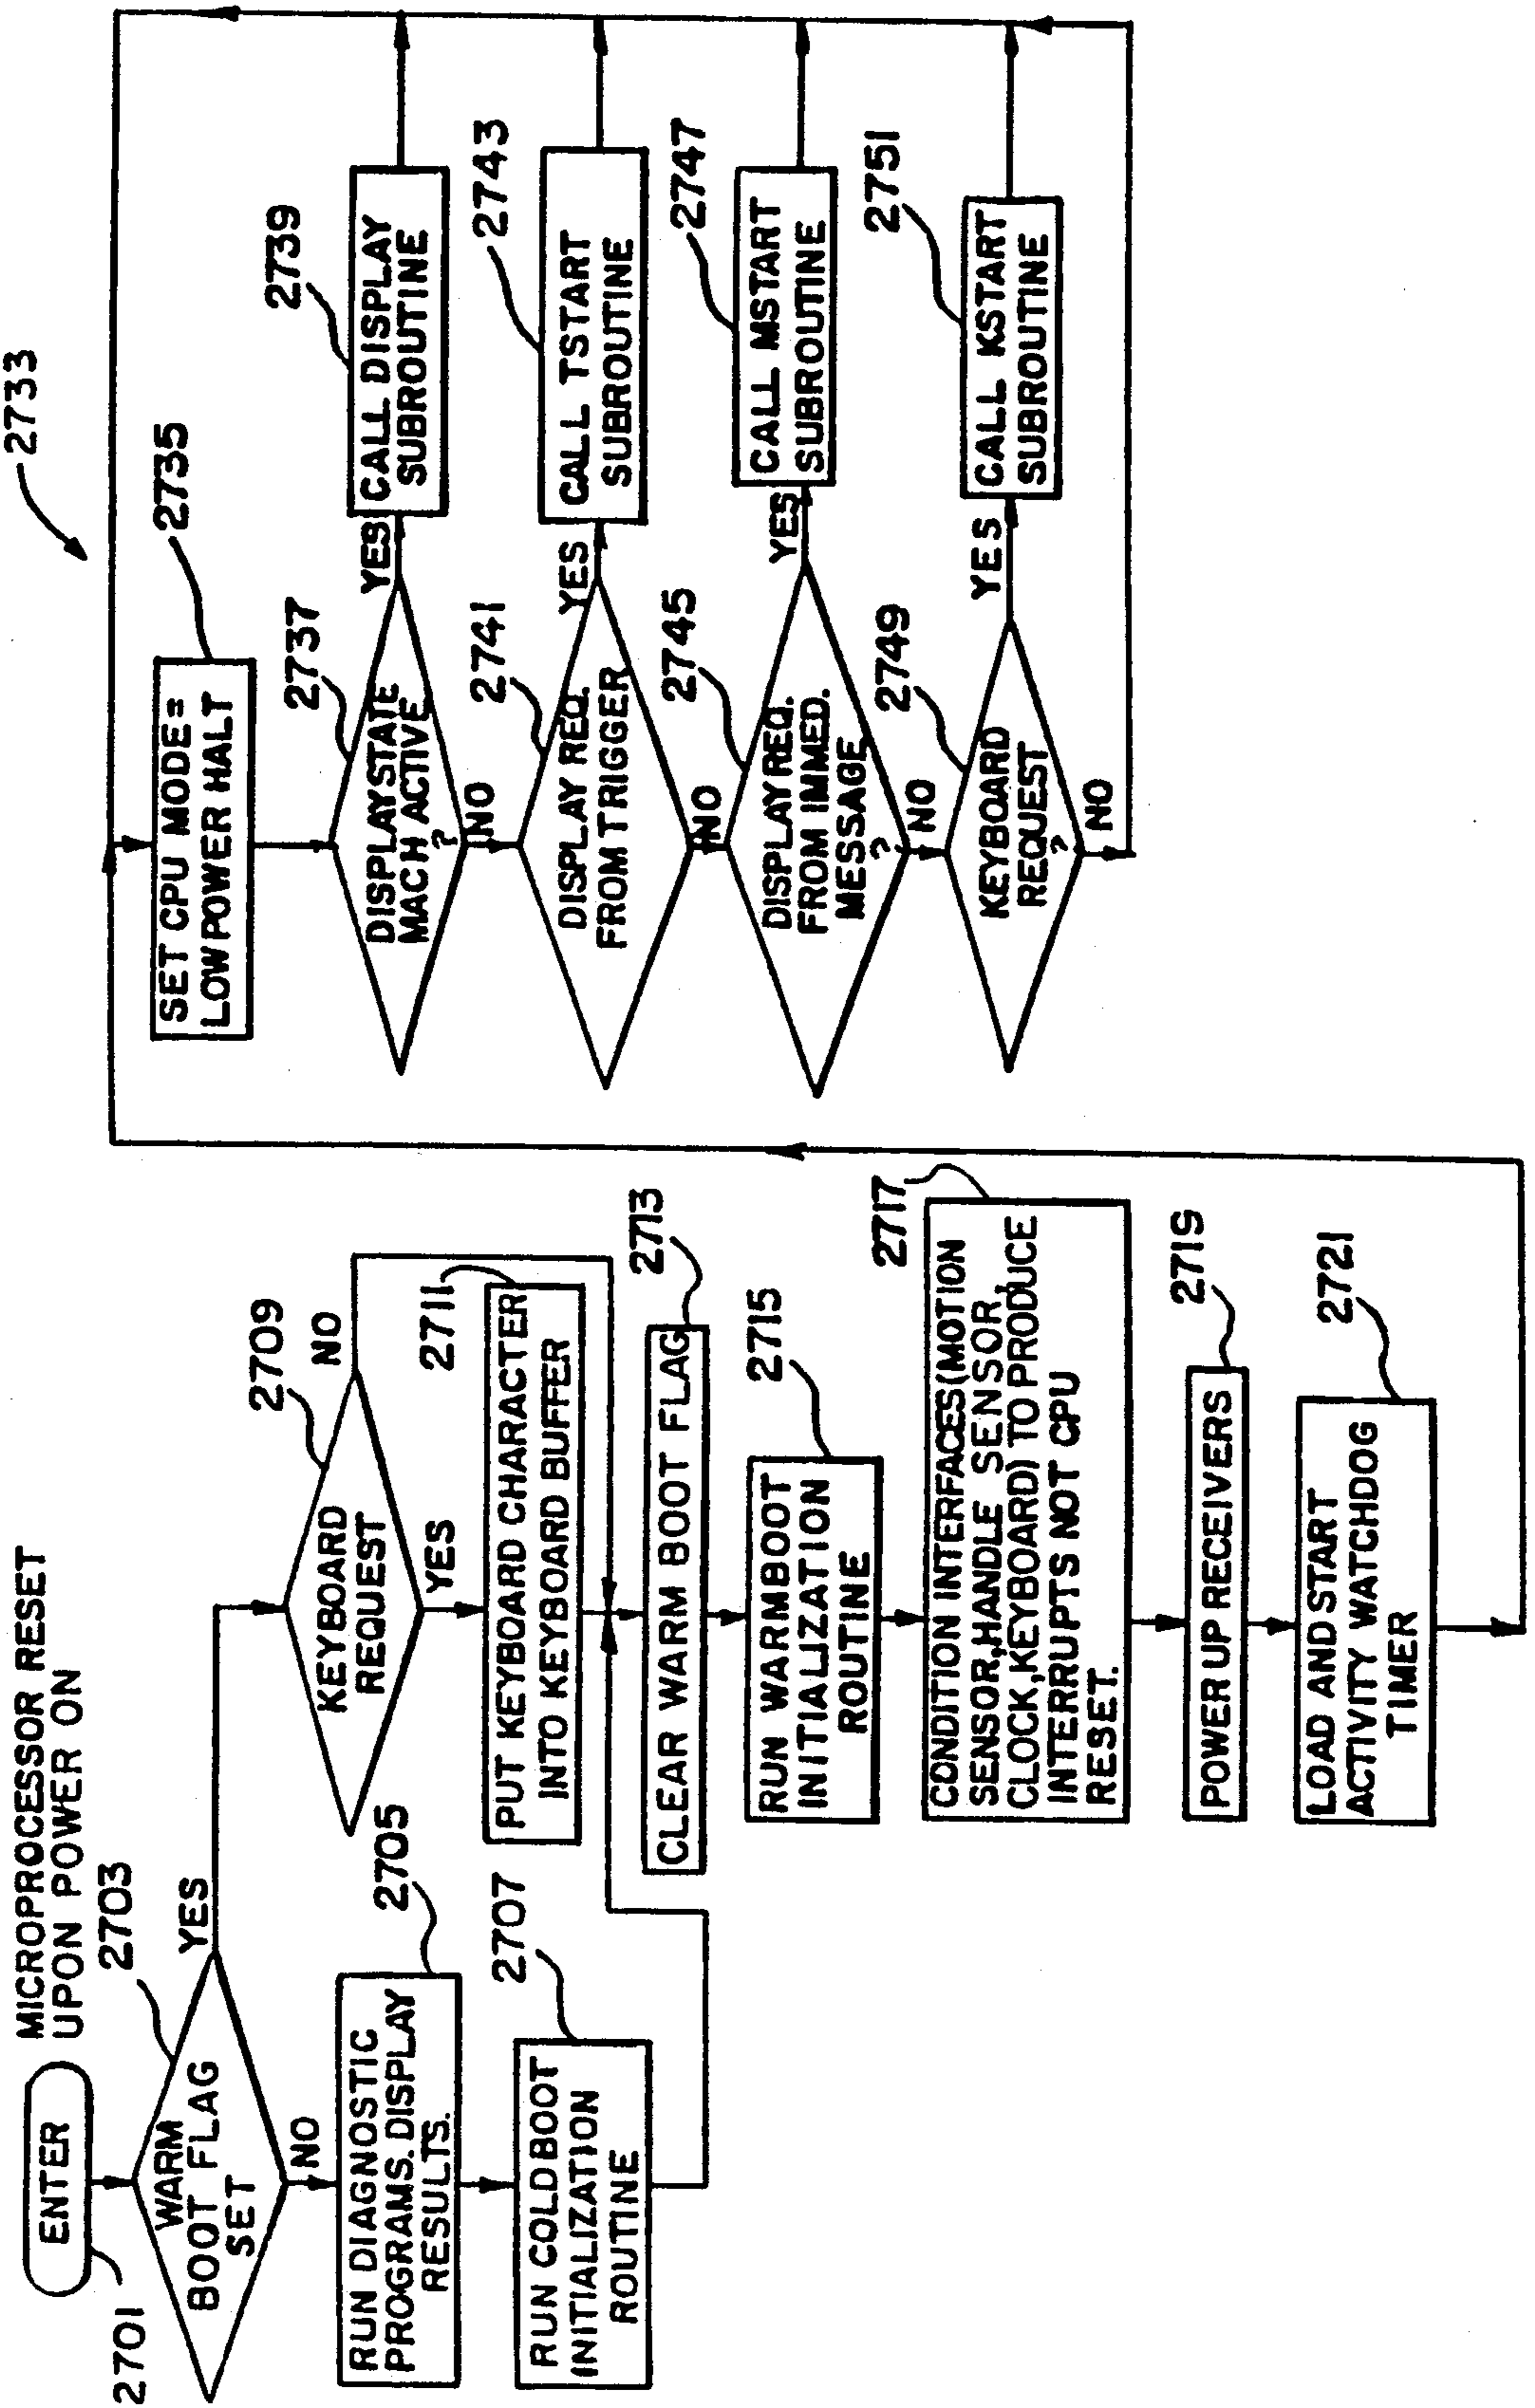 MICROPROCESSOR RESET
UPON POWER ON
ENTER
2701
2703
WARM
BOOT FLAG
SET
YES
NO
2705
RUN DIAGNOSTIC
PROGRAMS. DISPLAY
RESULTS.
2707
RUN COLDBOOT
INITIALIZATION
ROUTINE
2709
KEYBOARD
REQUEST
NO
YES
2711
PUT KEYBOARD CHARACTER
INTO KEYBOARD BUFFER
2713
CLEAR WARM BOOT FLAG
2715
RUN WARMBOOT
INITIALIZATION
ROUTINE
2717
CONDITION INTERFACES (MOTION
SENSOR, HANDLE SENSOR,
CLOCK, KEYBOARD) TO PRODUCE
INTERRUPTS NOT CPU
RESET.
2719
POWER UP RECEIVERS
2721
LOAD AND START
ACTIVITY WATCHDOG
TIMER
2733
2735
SET CPU MODE =
LOW POWER HALT
2737
DISPLAY STATE
MACH ACTIVE
?
YES
NO
2739
CALL DISPLAY
SUBROUTINE
2741
DISPLAY REQ.
FROM TRIGGER
YES
NO
2743
CALL TSTART
SUBROUTINE
2745
DISPLAY REQ.
FROM IMMED.
MESSAGE
?
YES
NO
2747
CALL MSTART
SUBROUTINE
2749
KEYBOARD
REQUEST
?
YES
NO
2751
CALL KSTART
SUBROUTINE